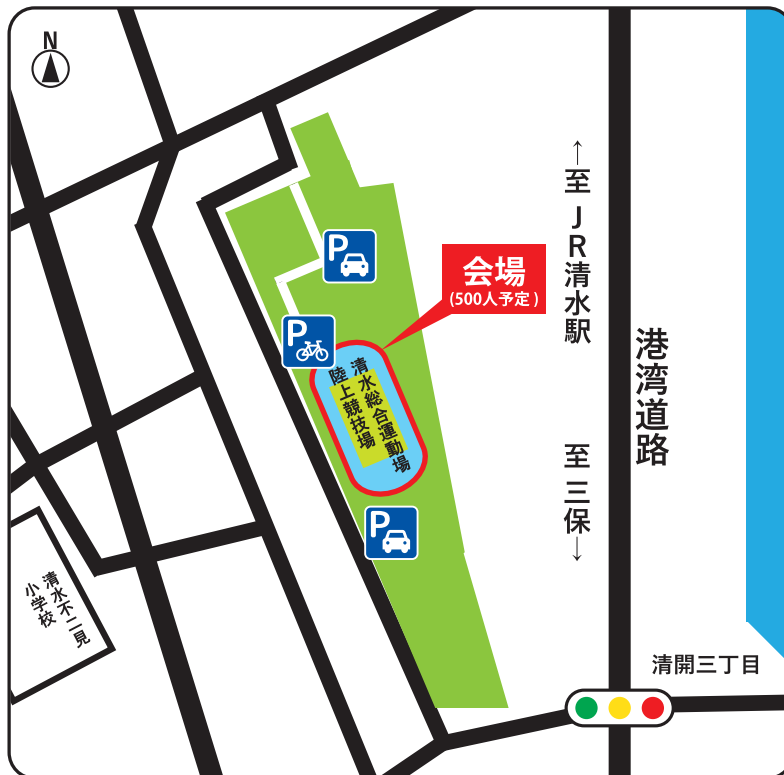 N
P
会場
(500人予定)
P
清水総合運動場
陸上競技場
P
←至 JR清水駅
至 三保→
港湾道路
清水不二見
小学校
清開三丁目